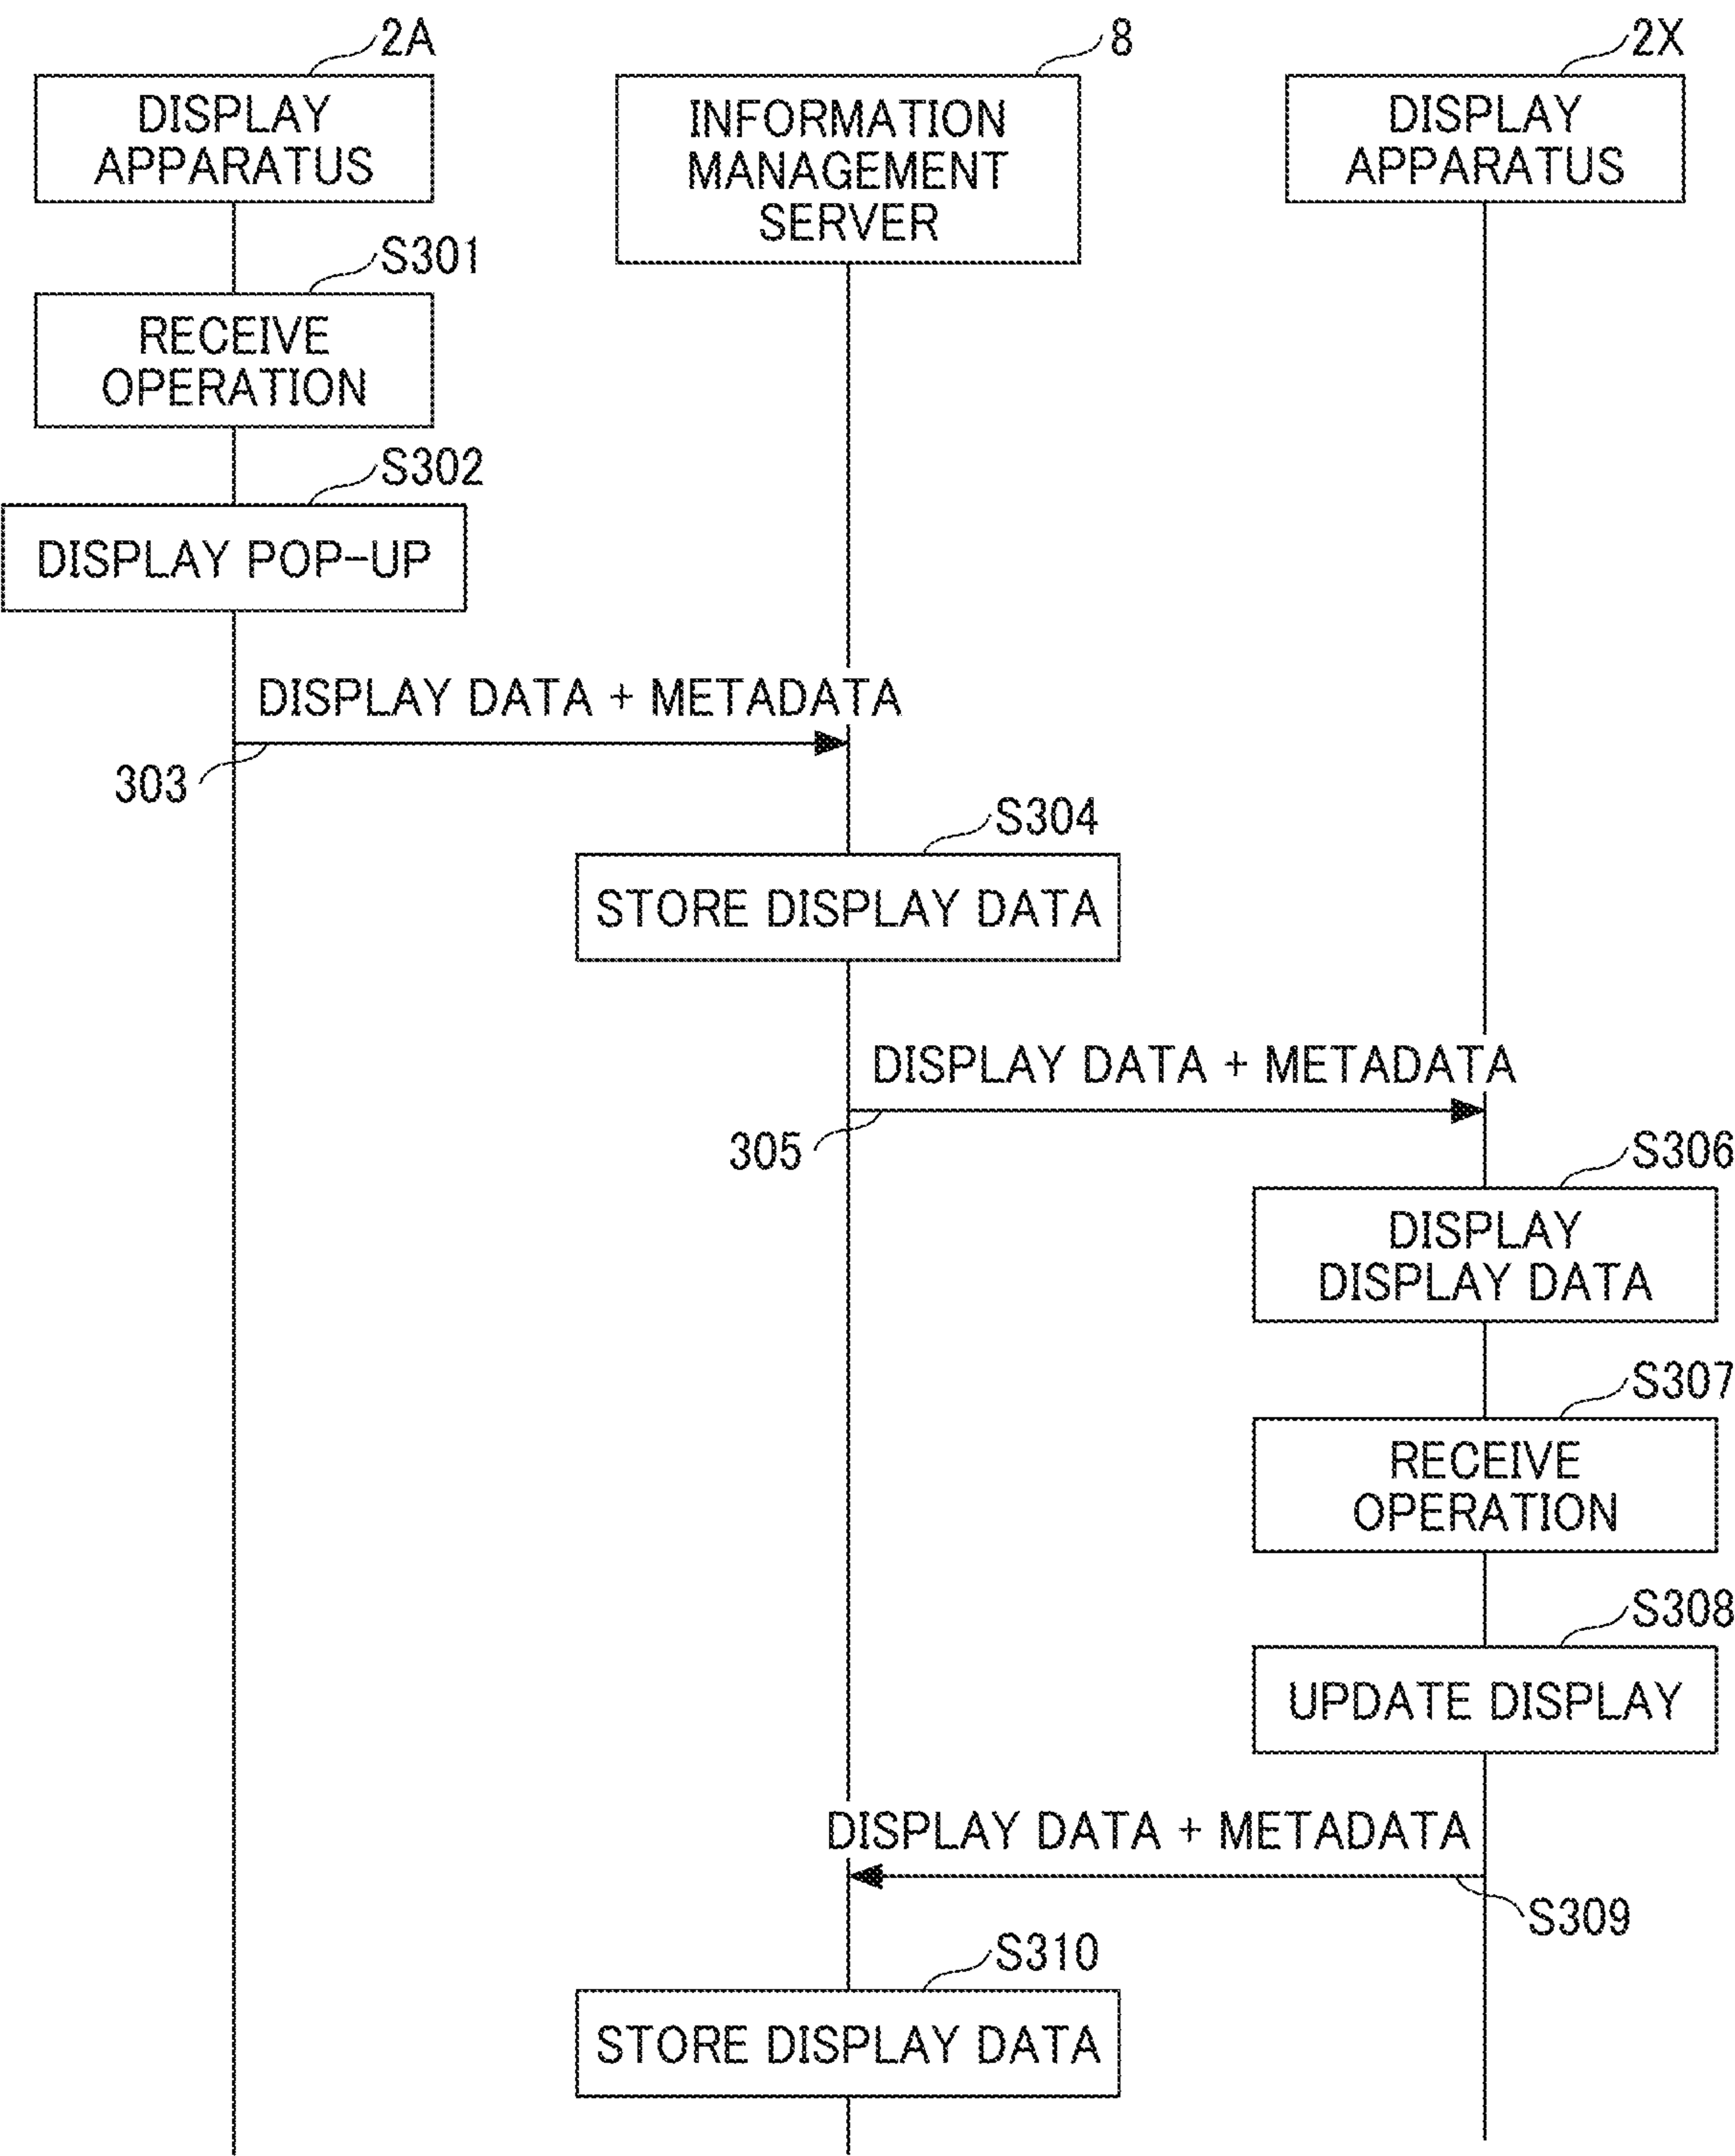 2A
8
2X
DISPLAY
APPARATUS
INFORMATION
MANAGEMENT
SERVER
DISPLAY
APPARATUS
S301
RECEIVE
OPERATION
S302
DISPLAY POP-UP
DISPLAY DATA + METADATA
303
S304
STORE DISPLAY DATA
DISPLAY DATA + METADATA
305
S306
DISPLAY
DISPLAY DATA
S307
RECEIVE
OPERATION
S308
UPDATE DISPLAY
DISPLAY DATA + METADATA
S309
S310
STORE DISPLAY DATA